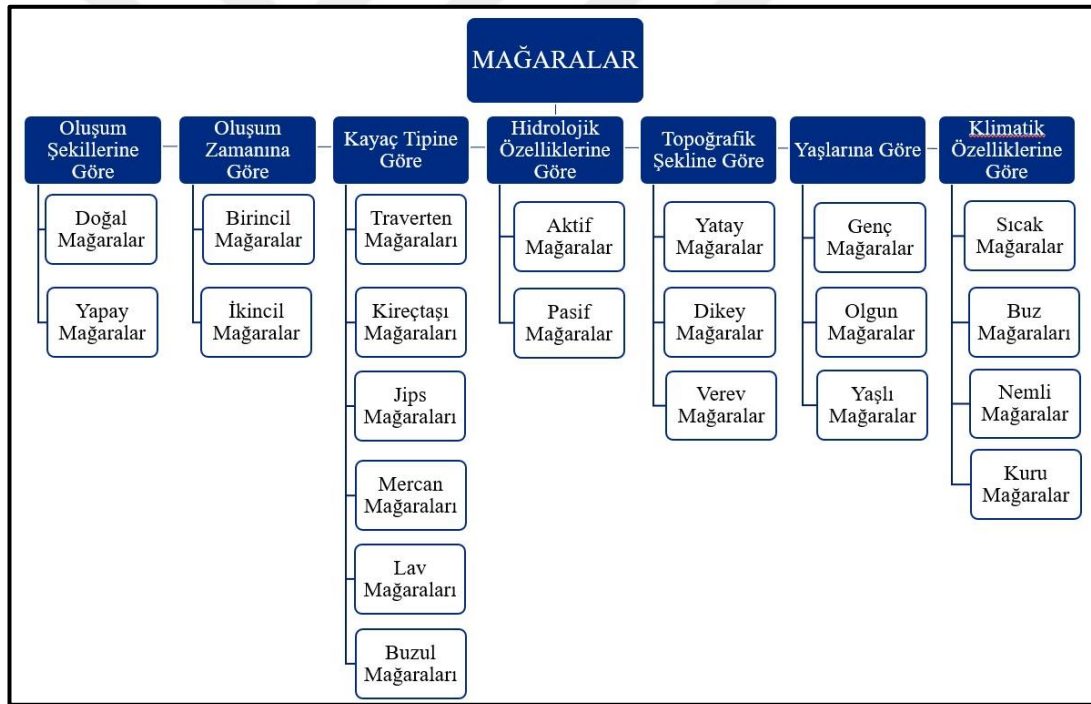 MAĞARALAR
Oluşum
Şekillerine
Göre
Doğal
Mağaralar
Yapay
Mağaralar
Oluşum
Zamanına
Göre
Birincil
Mağaralar
İkincil
Mağaralar
Kayaç Tipine
Göre
Traverten
Mağaraları
Kireçtaşı
Mağaraları
Jips
Mağaraları
Mercan
Mağaraları
Lav
Mağaraları
Buzul
Mağaraları
Hidrolojik
Özelliklerine
Göre
Aktif
Mağaralar
Pasif
Mağaralar
Topoğrafik
Şekline Göre
Yatay
Mağaralar
Dikey
Mağaralar
Verev
Mağaralar
Yaşlarına Göre
Genç
Mağaralar
Olgun
Mağaralar
Yaşlı
Mağaralar
Klimatik
Özelliklerine
Göre
Sıcak
Mağaralar
Buz
Mağaraları
Nemli
Mağaralar
Kuru
Mağaralar